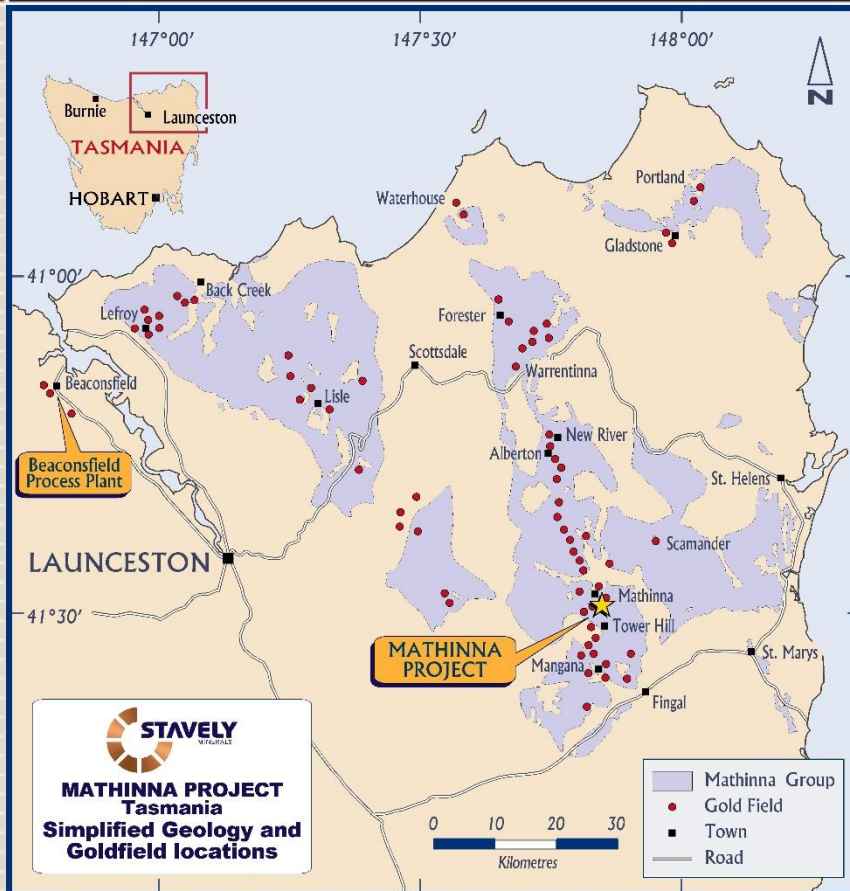 147°00'
147°30'
148°00'
N
Burnie
Launceston
TASMANIA
HOBART
Portland
Waterhouse
Gladstone
41°00'
Back Creek
Lefroy
Forester
Scottsdale
Warrentinna
Beaconsfield
Lisle
New River
Alberton
Beaconsfield
Process Plant
St. Helens
Scamander
LAUNCESTON
Mathinna
41°30'
Tower Hill
MATHINNA
PROJECT
Mangana
St. Marys
Fingal
STAVELY
MINERALS
MATHINNA PROJECT
Tasmania
Simplified Geology and
Goldfield locations
0 10 20 30
Kilometres
Mathinna Group
Gold Field
Town
Road